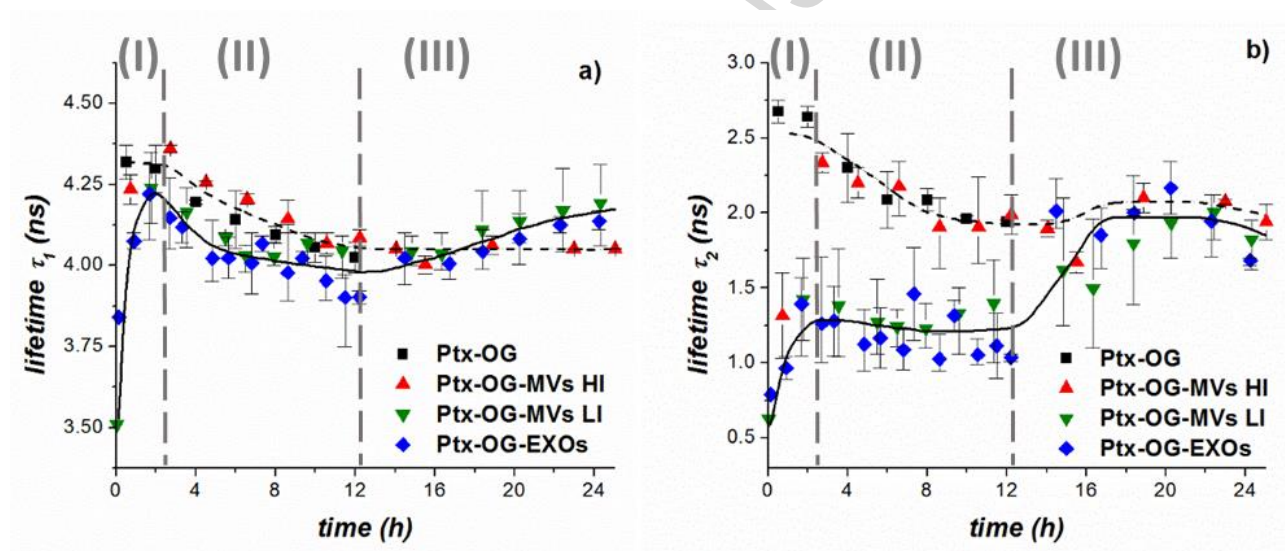 (I) (II) (III)
a)
4.50
4.25
4.00
3.75
3.50
lifetime τ1 (ns)
Ptx-OG
Ptx-OG-MVs HI
Ptx-OG-MVs LI
Ptx-OG-EXOs
0 4 8 12 16 20 24
time (h)
(I) (II) (III)
b)
3.0
2.5
2.0
1.5
1.0
0.5
lifetime τ2 (ns)
Ptx-OG
Ptx-OG-MVs HI
Ptx-OG-MVs LI
Ptx-OG-EXOs
0 4 8 12 16 20 24
time (h)